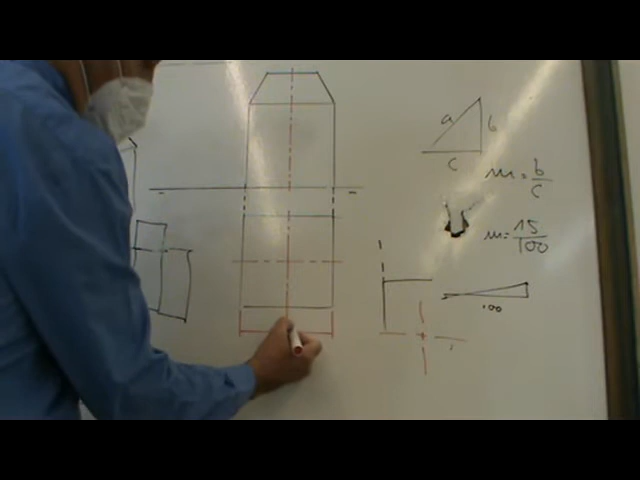 a
b
c
m = b/c
m = 15/100
100